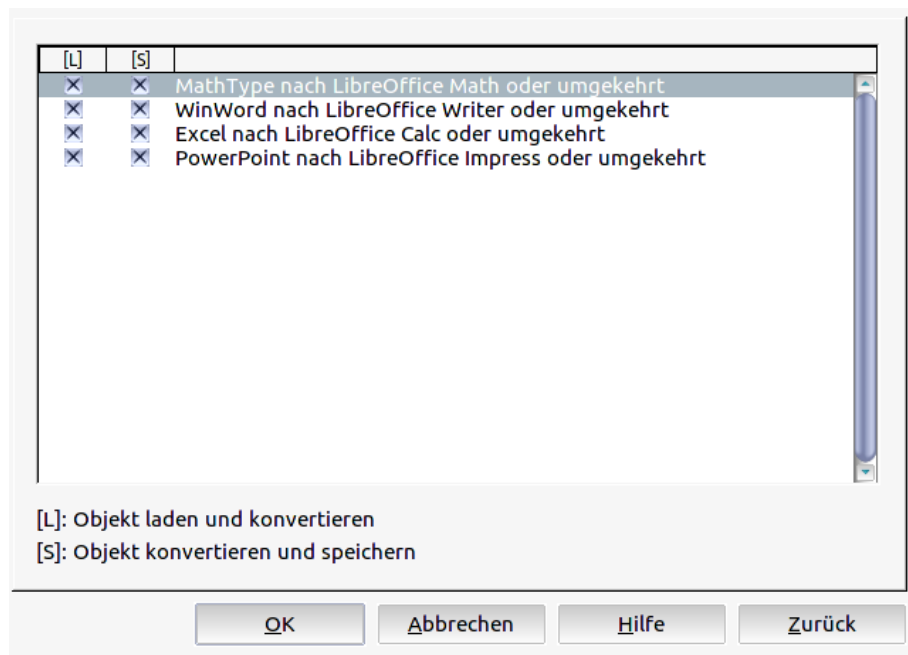 [L] [S]
MathType nach LibreOffice Math oder umgekehrt
WinWord nach LibreOffice Writer oder umgekehrt
Excel nach LibreOffice Calc oder umgekehrt
PowerPoint nach LibreOffice Impress oder umgekehrt
[L]: Objekt laden und konvertieren
[S]: Objekt konvertieren und speichern
OK Abbrechen Hilfe Zurück